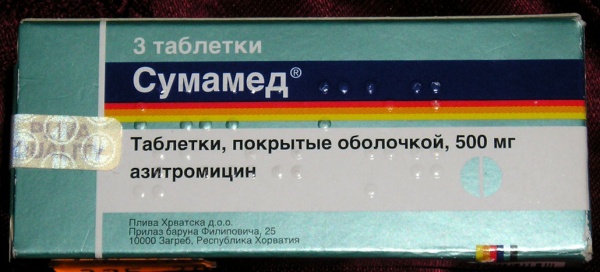 3 таблетки
Сумамед®
Таблетки, покрытые оболочкой, 500 мг
азитромицин
Плива Хрватска д.о.о.
Прилаз баруна Филиповича, 25
10000 Загреб, Республика Хорватия